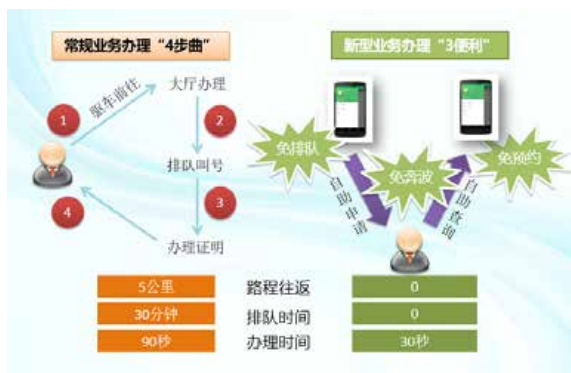 常规业务办理“4步曲”
新型业务办理“3便利”
1
驱车前往
大厅办理
2
排队叫号
3
办理证明
4
免排队
免奔波
免预约
自助申请
自助查询
5公里
路程往返
0
30分钟
排队时间
0
90秒
办理时间
30秒